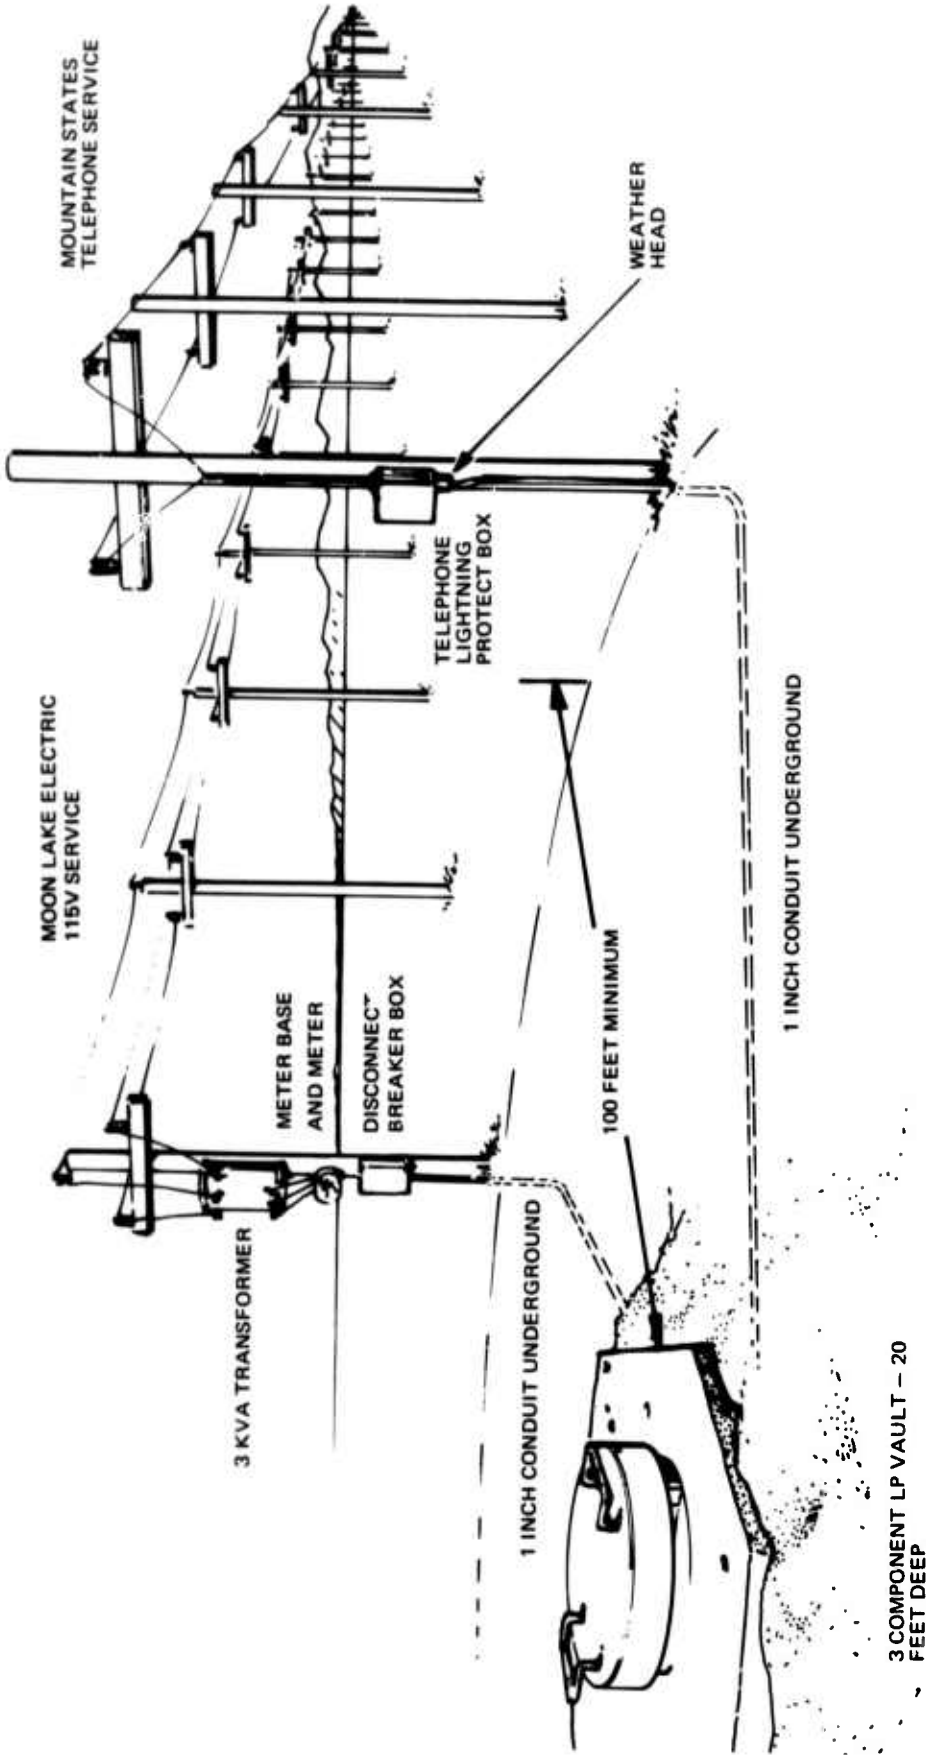 MOUNTAIN STATES
TELEPHONE SERVICE
MOON LAKE ELECTRIC
115V SERVICE
WEATHER
HEAD
TELEPHONE
LIGHTNING
PROTECT BOX
METER BASE
AND METER
DISCONNECT
BREAKER BOX
3 KVA TRANSFORMER
100 FEET MINIMUM
1 INCH CONDUIT UNDERGROUND
1 INCH CONDUIT UNDERGROUND
3 COMPONENT LP VAULT – 20
FEET DEEP